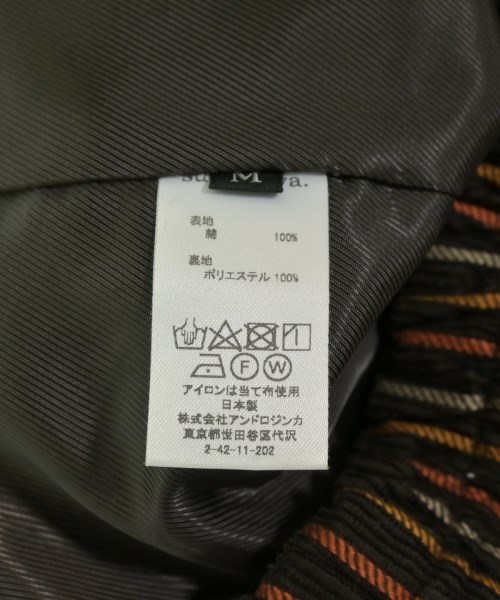 M
表地
綿 100%
裏地
ポリエステル 100%
F W
アイロンは当て布使用
日本製
株式会社アンドロジンカ
東京都世田谷区代沢
2-42-11-202